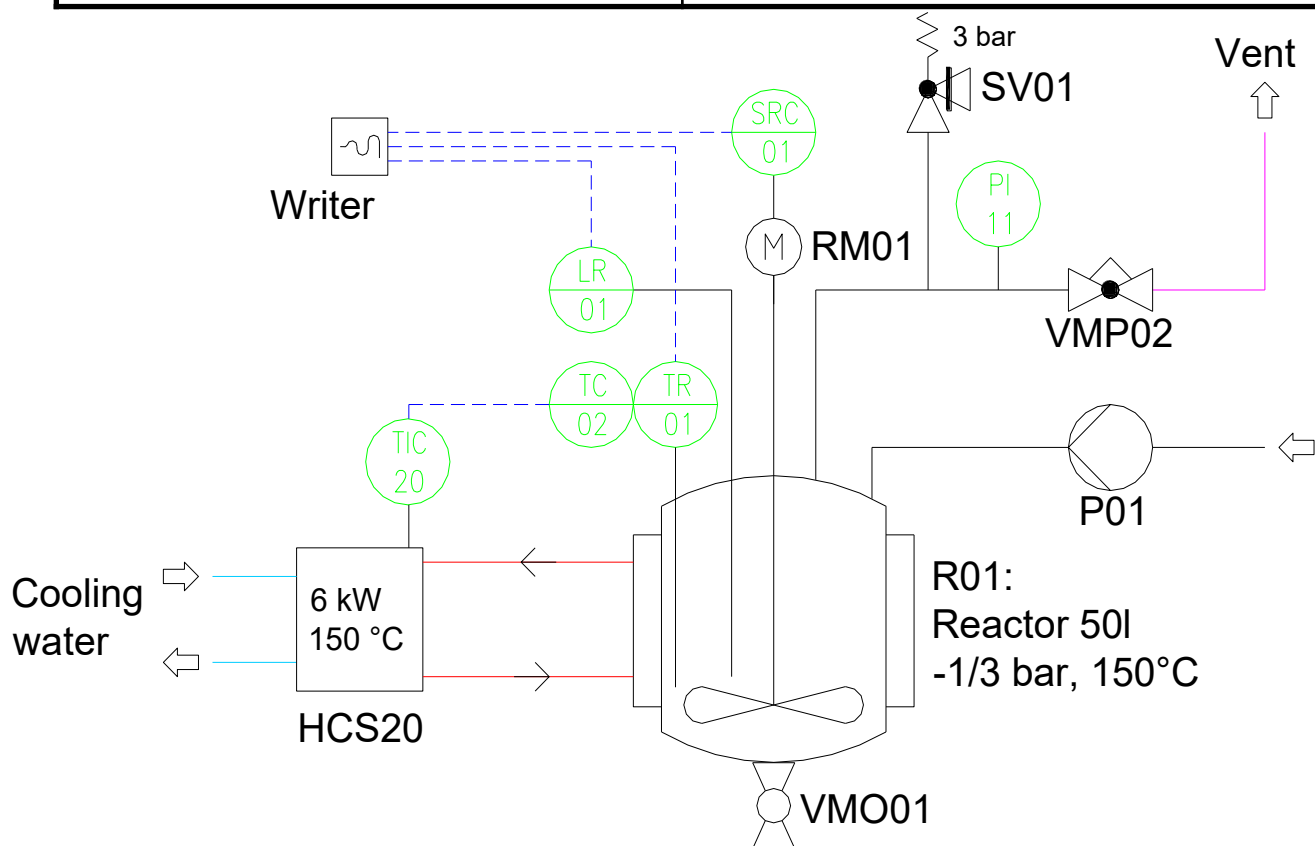 3 bar
SV01
Vent
SRC
01
Writer
PI
11
RM01
M
LR
01
VMP02
TC
02
TR
01
TIC
20
P01
Cooling
water
6 kW
150 °C
HCS20
R01:
Reactor 50l
-1/3 bar, 150°C
VMO01